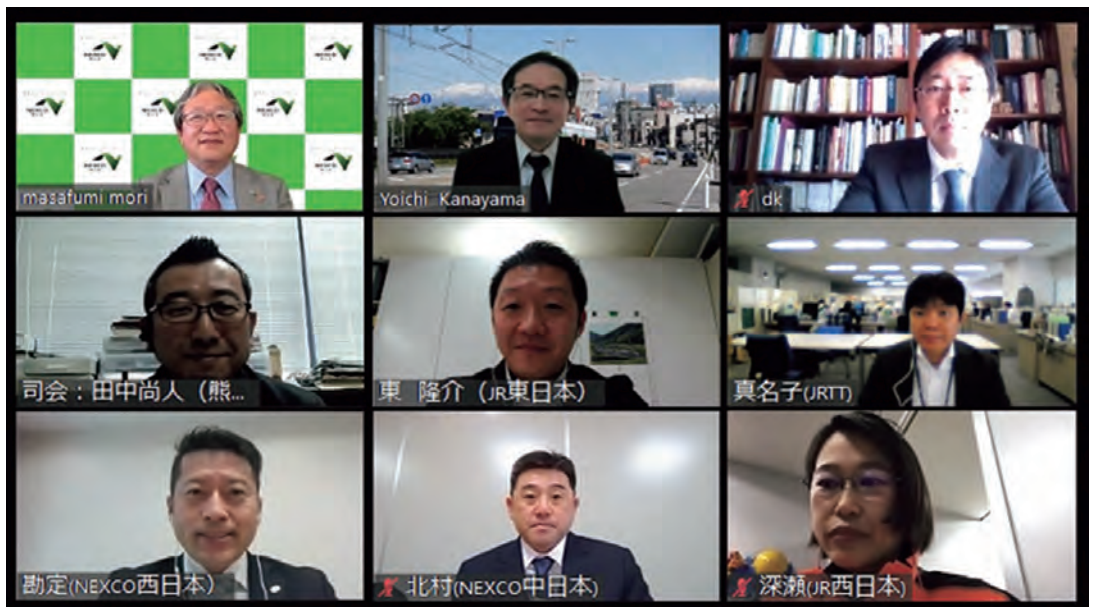 masafumi mori
Yoichi Kanayama
dk
司会：田中尚人（熊...
東 隆介（JR東日本）
真名子(JRTT)
勘定(NEXCO西日本）
北村(NEXCO中日本)
深瀬(JR西日本)